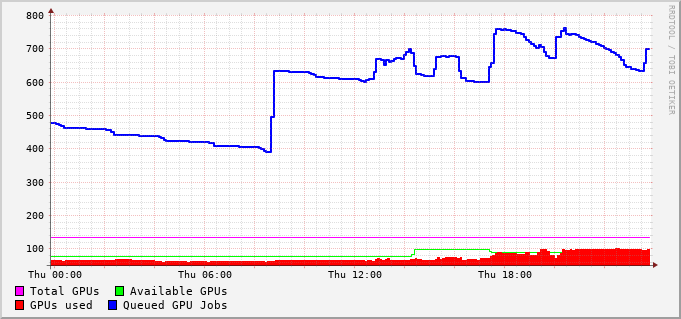 800
700
600
500
400
300
200
100
Thu 00:00 Thu 06:00 Thu 12:00 Thu 18:00
Total GPUs Available GPUs
GPUs used Queued GPU Jobs
RRDTOOL / TOBI OETIKER